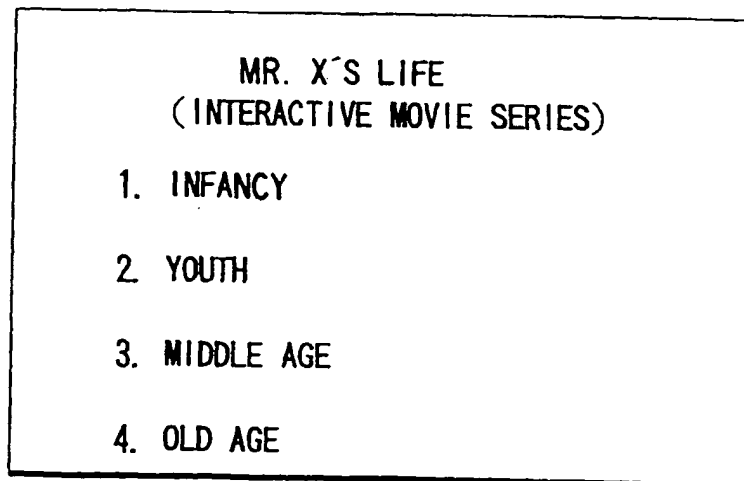 MR. X´S LIFE
(INTERACTIVE MOVIE SERIES)
1. INFANCY
2. YOUTH
3. MIDDLE AGE
4. OLD AGE